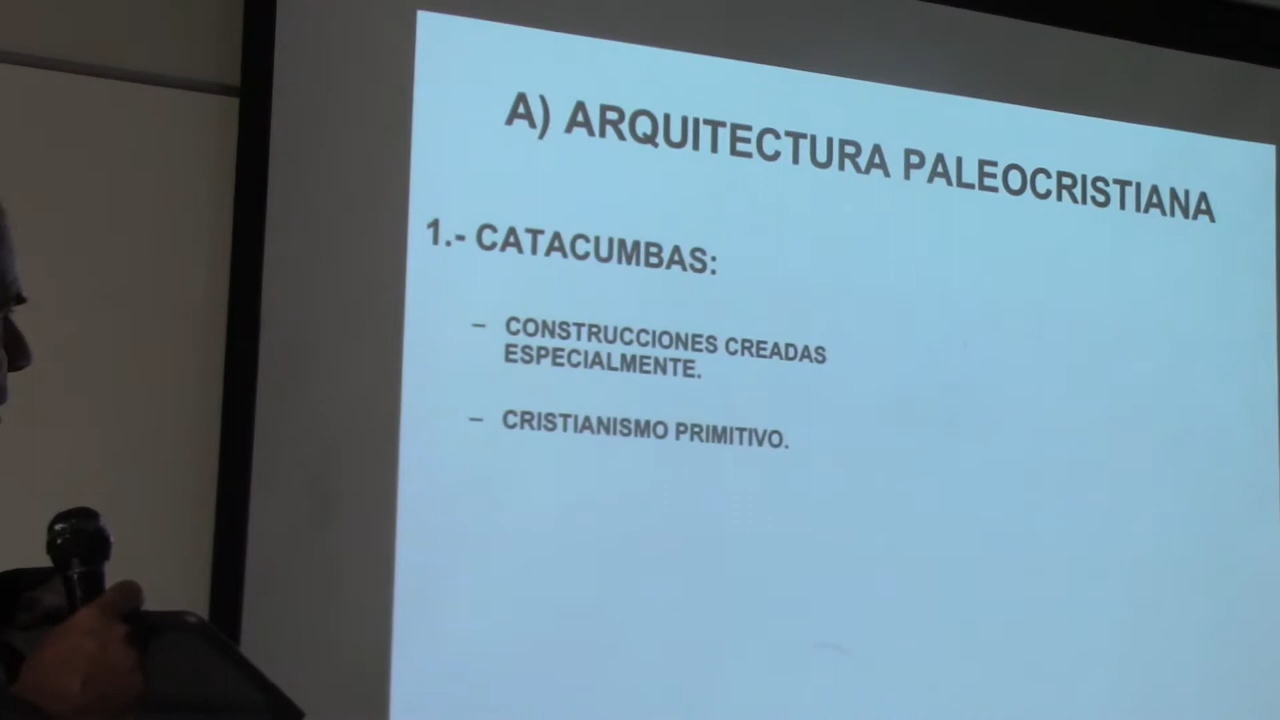 A) ARQUITECTURA PALEOCRISTIANA
1.- CATACUMBAS:
– CONSTRUCCIONES CREADAS
ESPECIALMENTE.
– CRISTIANISMO PRIMITIVO.